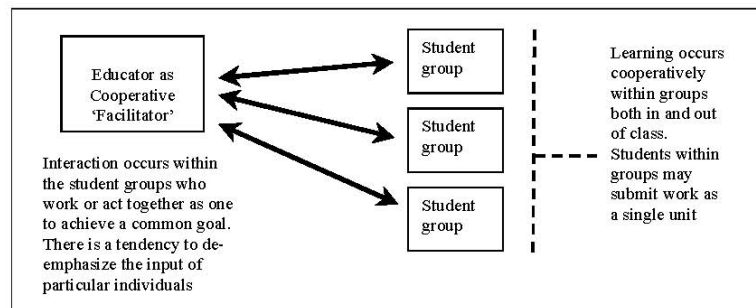 Educator as
Cooperative
‘Facilitator’
Interaction occurs within
the student groups who
work or act together as one
to achieve a common goal.
There is a tendency to de-
emphasize the input of
particular individuals
Student
group
Student
group
Student
group
Learning occurs
cooperatively
within groups
both in and out
of class.
Students within
groups may
submit work as
a single unit